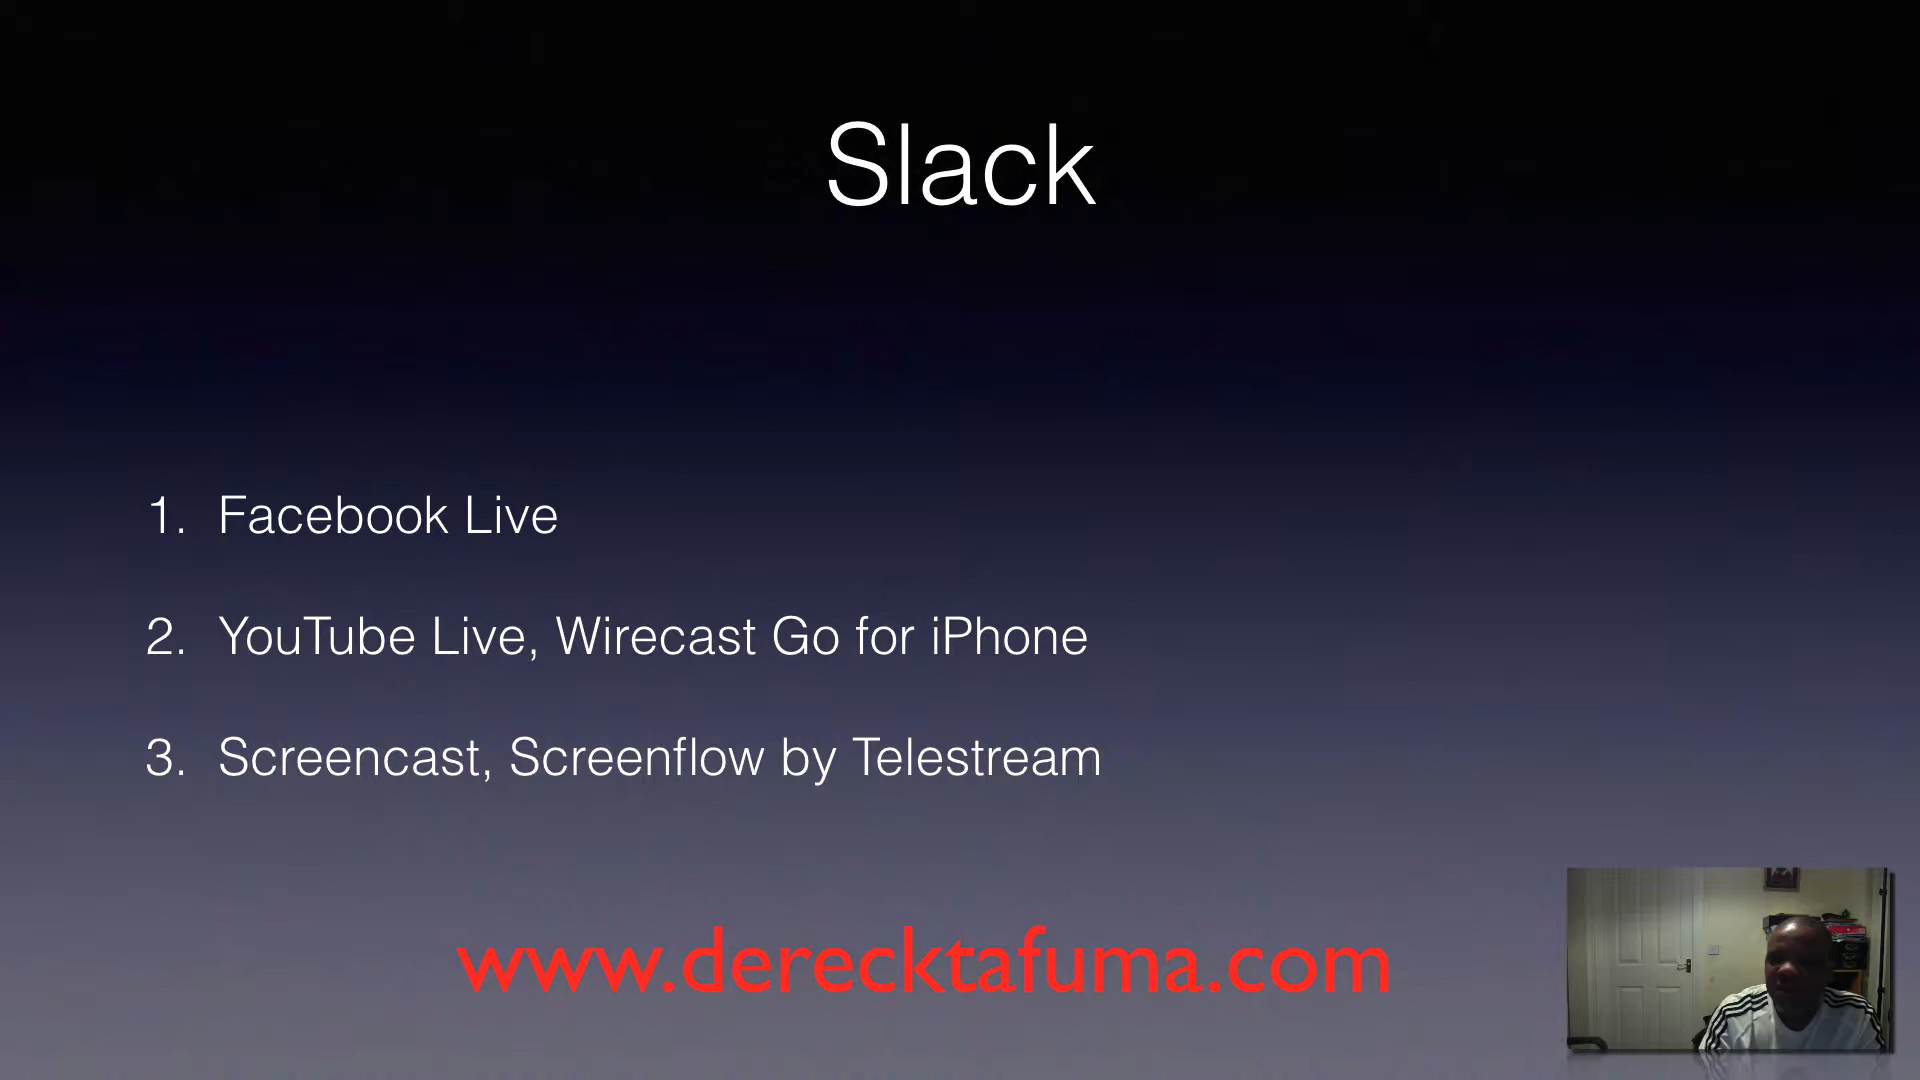 Slack
1. Facebook Live
2. YouTube Live, Wirecast Go for iPhone
3. Screencast, Screenflow by Telestream
www.derecktafuma.com